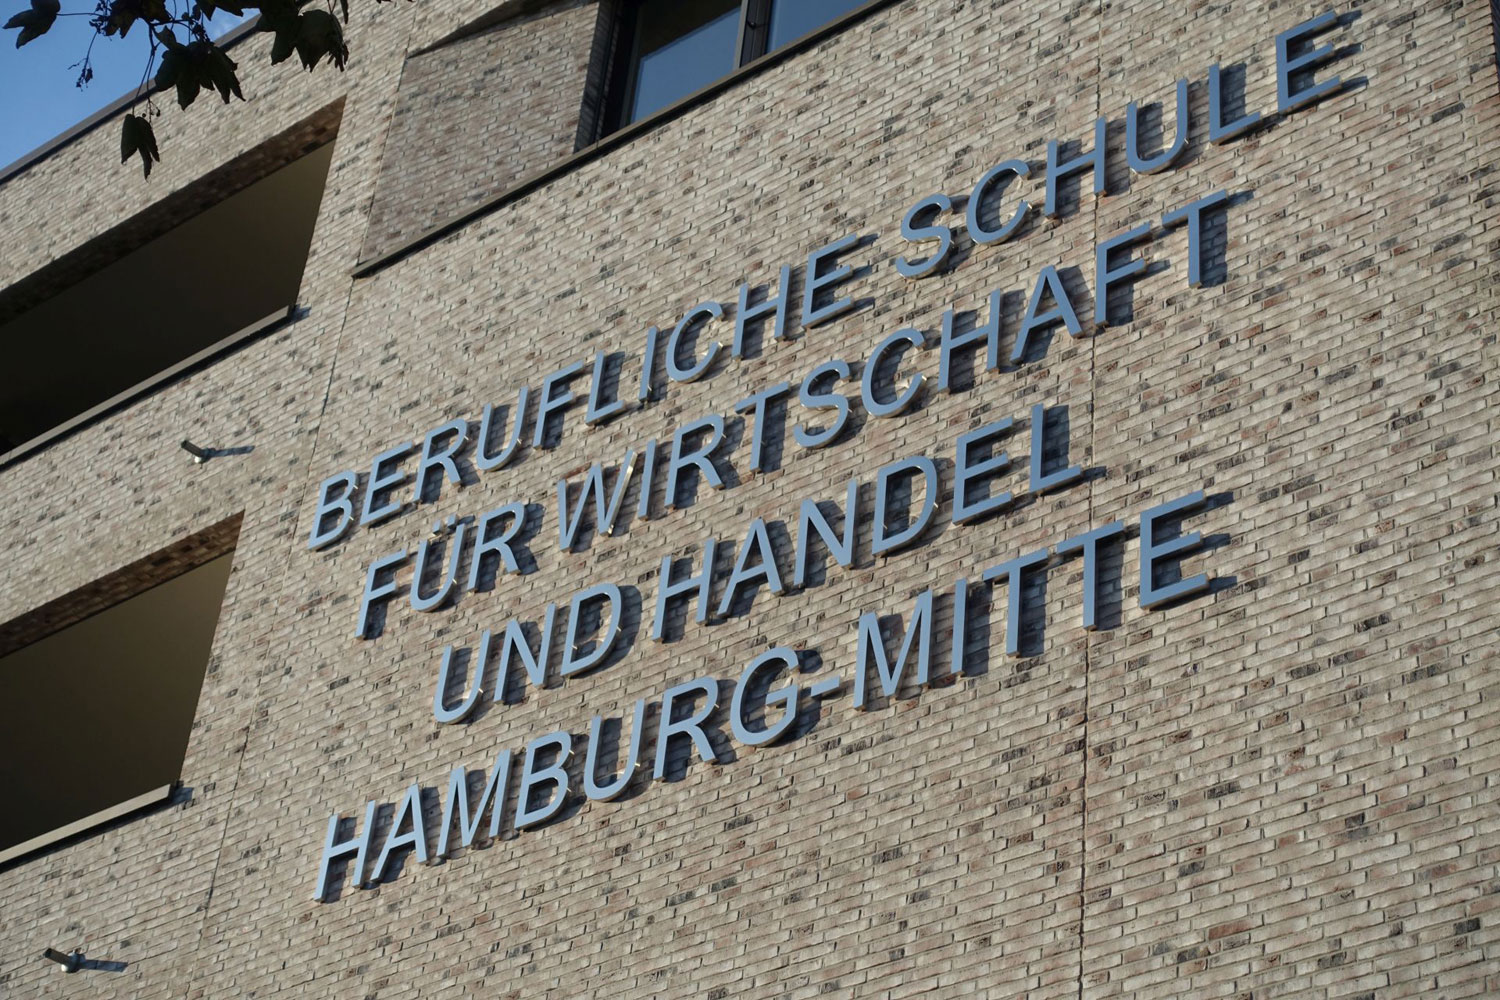 BERUFLICHE SCHULE
FÜR WIRTSCHAFT
UND HANDEL
HAMBURG-MITTE